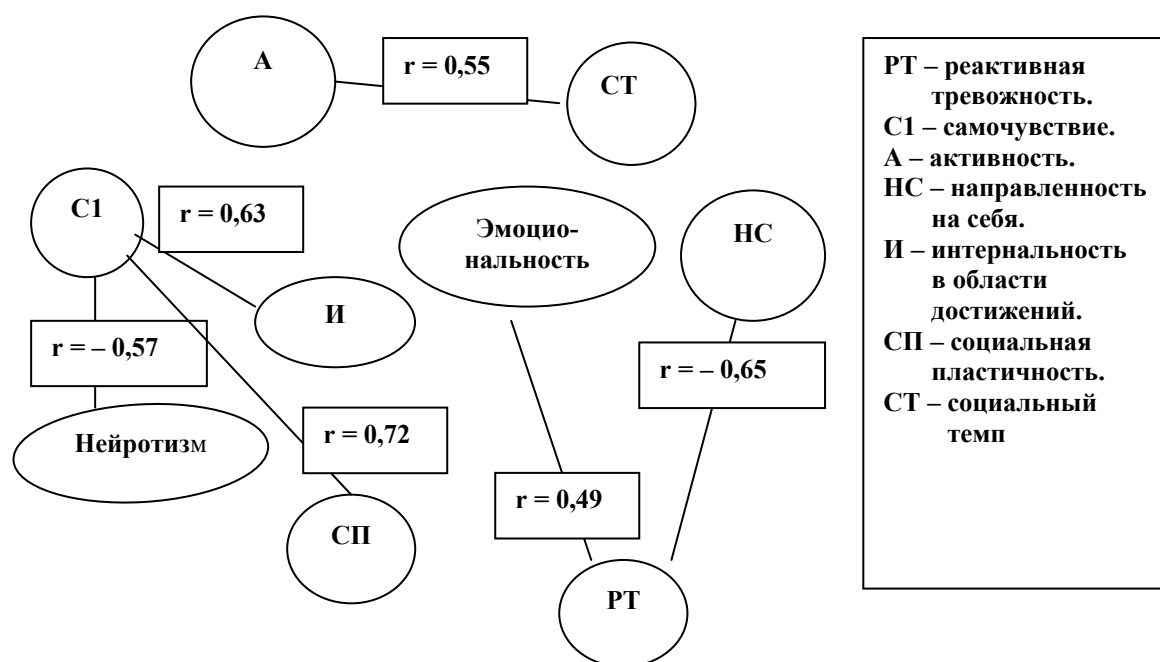 А
r = 0,55
СТ
С1
r = 0,63
Эмоцио-
нальность
НС
И
r = – 0,57
r = – 0,65
Нейротизм
r = 0,72
r = 0,49
СП
РТ
РТ – реактивная
тревожность.
С1 – самочувствие.
А – активность.
НС – направленность
на себя.
И – интернальность
в области
достижений.
СП – социальная
пластичность.
СТ – социальный
темп